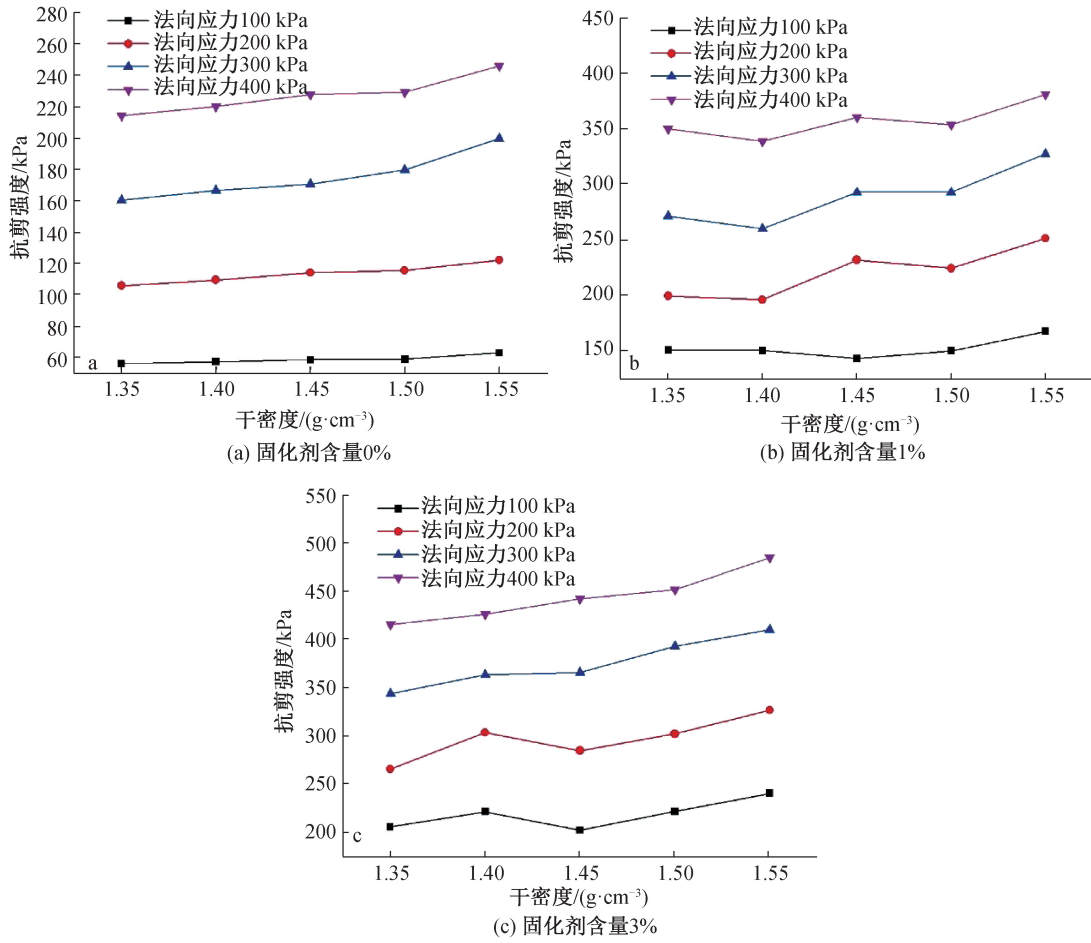 280
260
240
220
200
180
160
140
120
100
80
60
抗剪强度/kPa
法向应力100 kPa
法向应力200 kPa
法向应力300 kPa
法向应力400 kPa
a
1.35 1.40 1.45 1.50 1.55
干密度/(g·cm⁻³)
(a) 固化剂含量0%
450
400
350
300
250
200
150
抗剪强度/kPa
法向应力100 kPa
法向应力200 kPa
法向应力300 kPa
法向应力400 kPa
b
1.35 1.40 1.45 1.50 1.55
干密度/(g·cm⁻³)
(b) 固化剂含量1%
550
500
450
400
350
300
250
200
抗剪强度/kPa
法向应力100 kPa
法向应力200 kPa
法向应力300 kPa
法向应力400 kPa
c
1.35 1.40 1.45 1.50 1.55
干密度/(g·cm⁻³)
(c) 固化剂含量3%